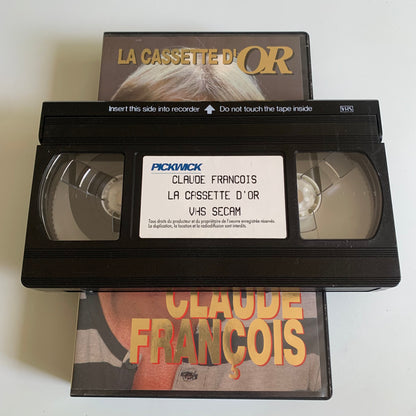 LA CASSETTE D'OR
Insert this side into recorder Do not touch the tape inside
VHS
PICKWICK
CLAUDE FRANCOIS
LA CASSETTE D'OR
VHS SECAM
Tous droits du producteur et du propriétaire de l'oeuvre enregistrée réservés.
La duplication, la location et la radiodiffusion sont interdits.
CLAUDE
FRANÇOIS